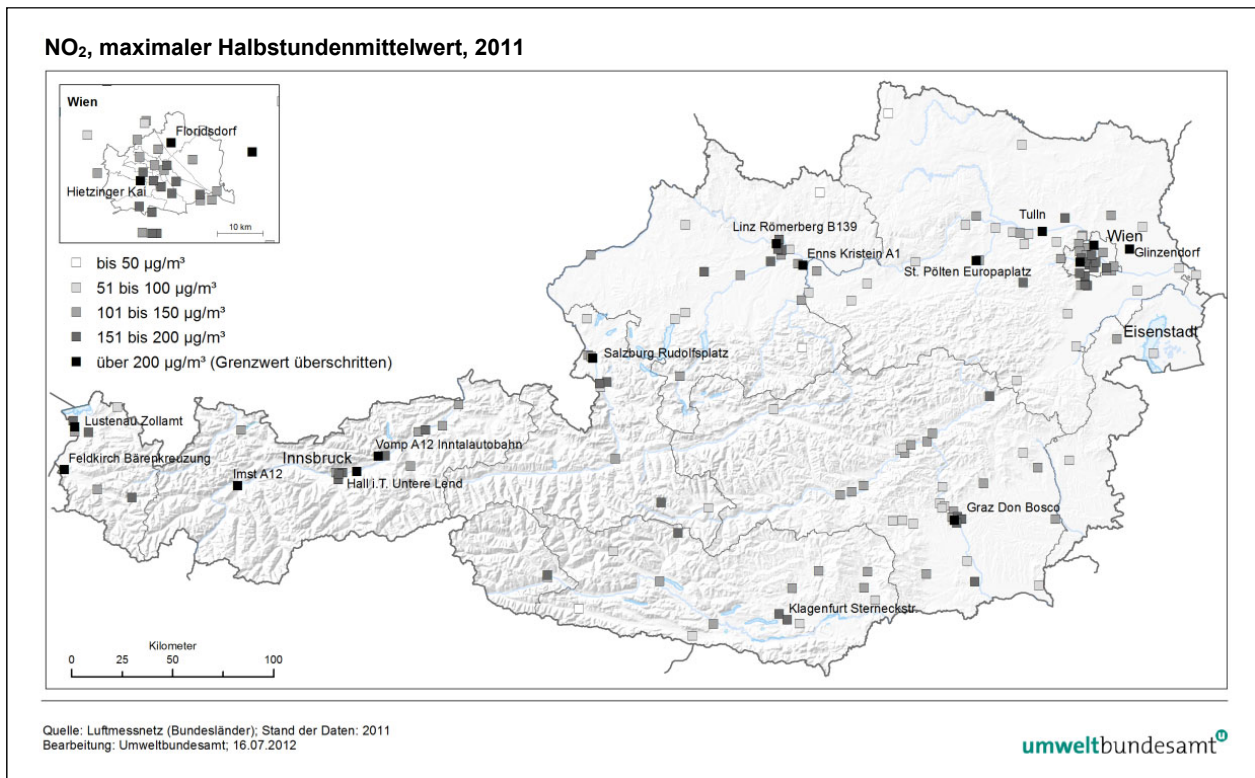 NO₂, maximaler Halbstundenmittelwert, 2011
Wien
Floridsdorf
Hietzinger Kai
10 km
bis 50 µg/m³
51 bis 100 µg/m³
101 bis 150 µg/m³
151 bis 200 µg/m³
über 200 µg/m³ (Grenzwert überschritten)
Linz Römerberg B139
Enns Kristein A1
Tulln
Wien
Glinzendorf
St. Pölten Europaplatz
Eisenstadt
Salzburg Rudolfsplatz
Lustenau Zollamt
Feldkirch Bärenkreuzung
Vomp A12 Inntalautobahn
Innsbruck
Imst A12
Hall i.T. Untere Lend
Graz Don Bosco
Klagenfurt Sterneckstr.
Kilometer
0 25 50 100
Quelle: Luftmessnetz (Bundesländer); Stand der Daten: 2011
Bearbeitung: Umweltbundesamt; 16.07.2012
umweltbundesamt u